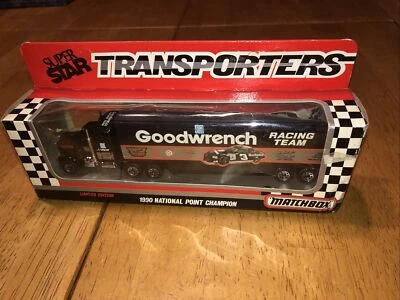 SUPER
STAR
TRANSPORTERS
Goodwrench
RACING
TEAM
3
LIMITED EDITION
1990 NATIONAL POINT CHAMPION
MATCHBOX